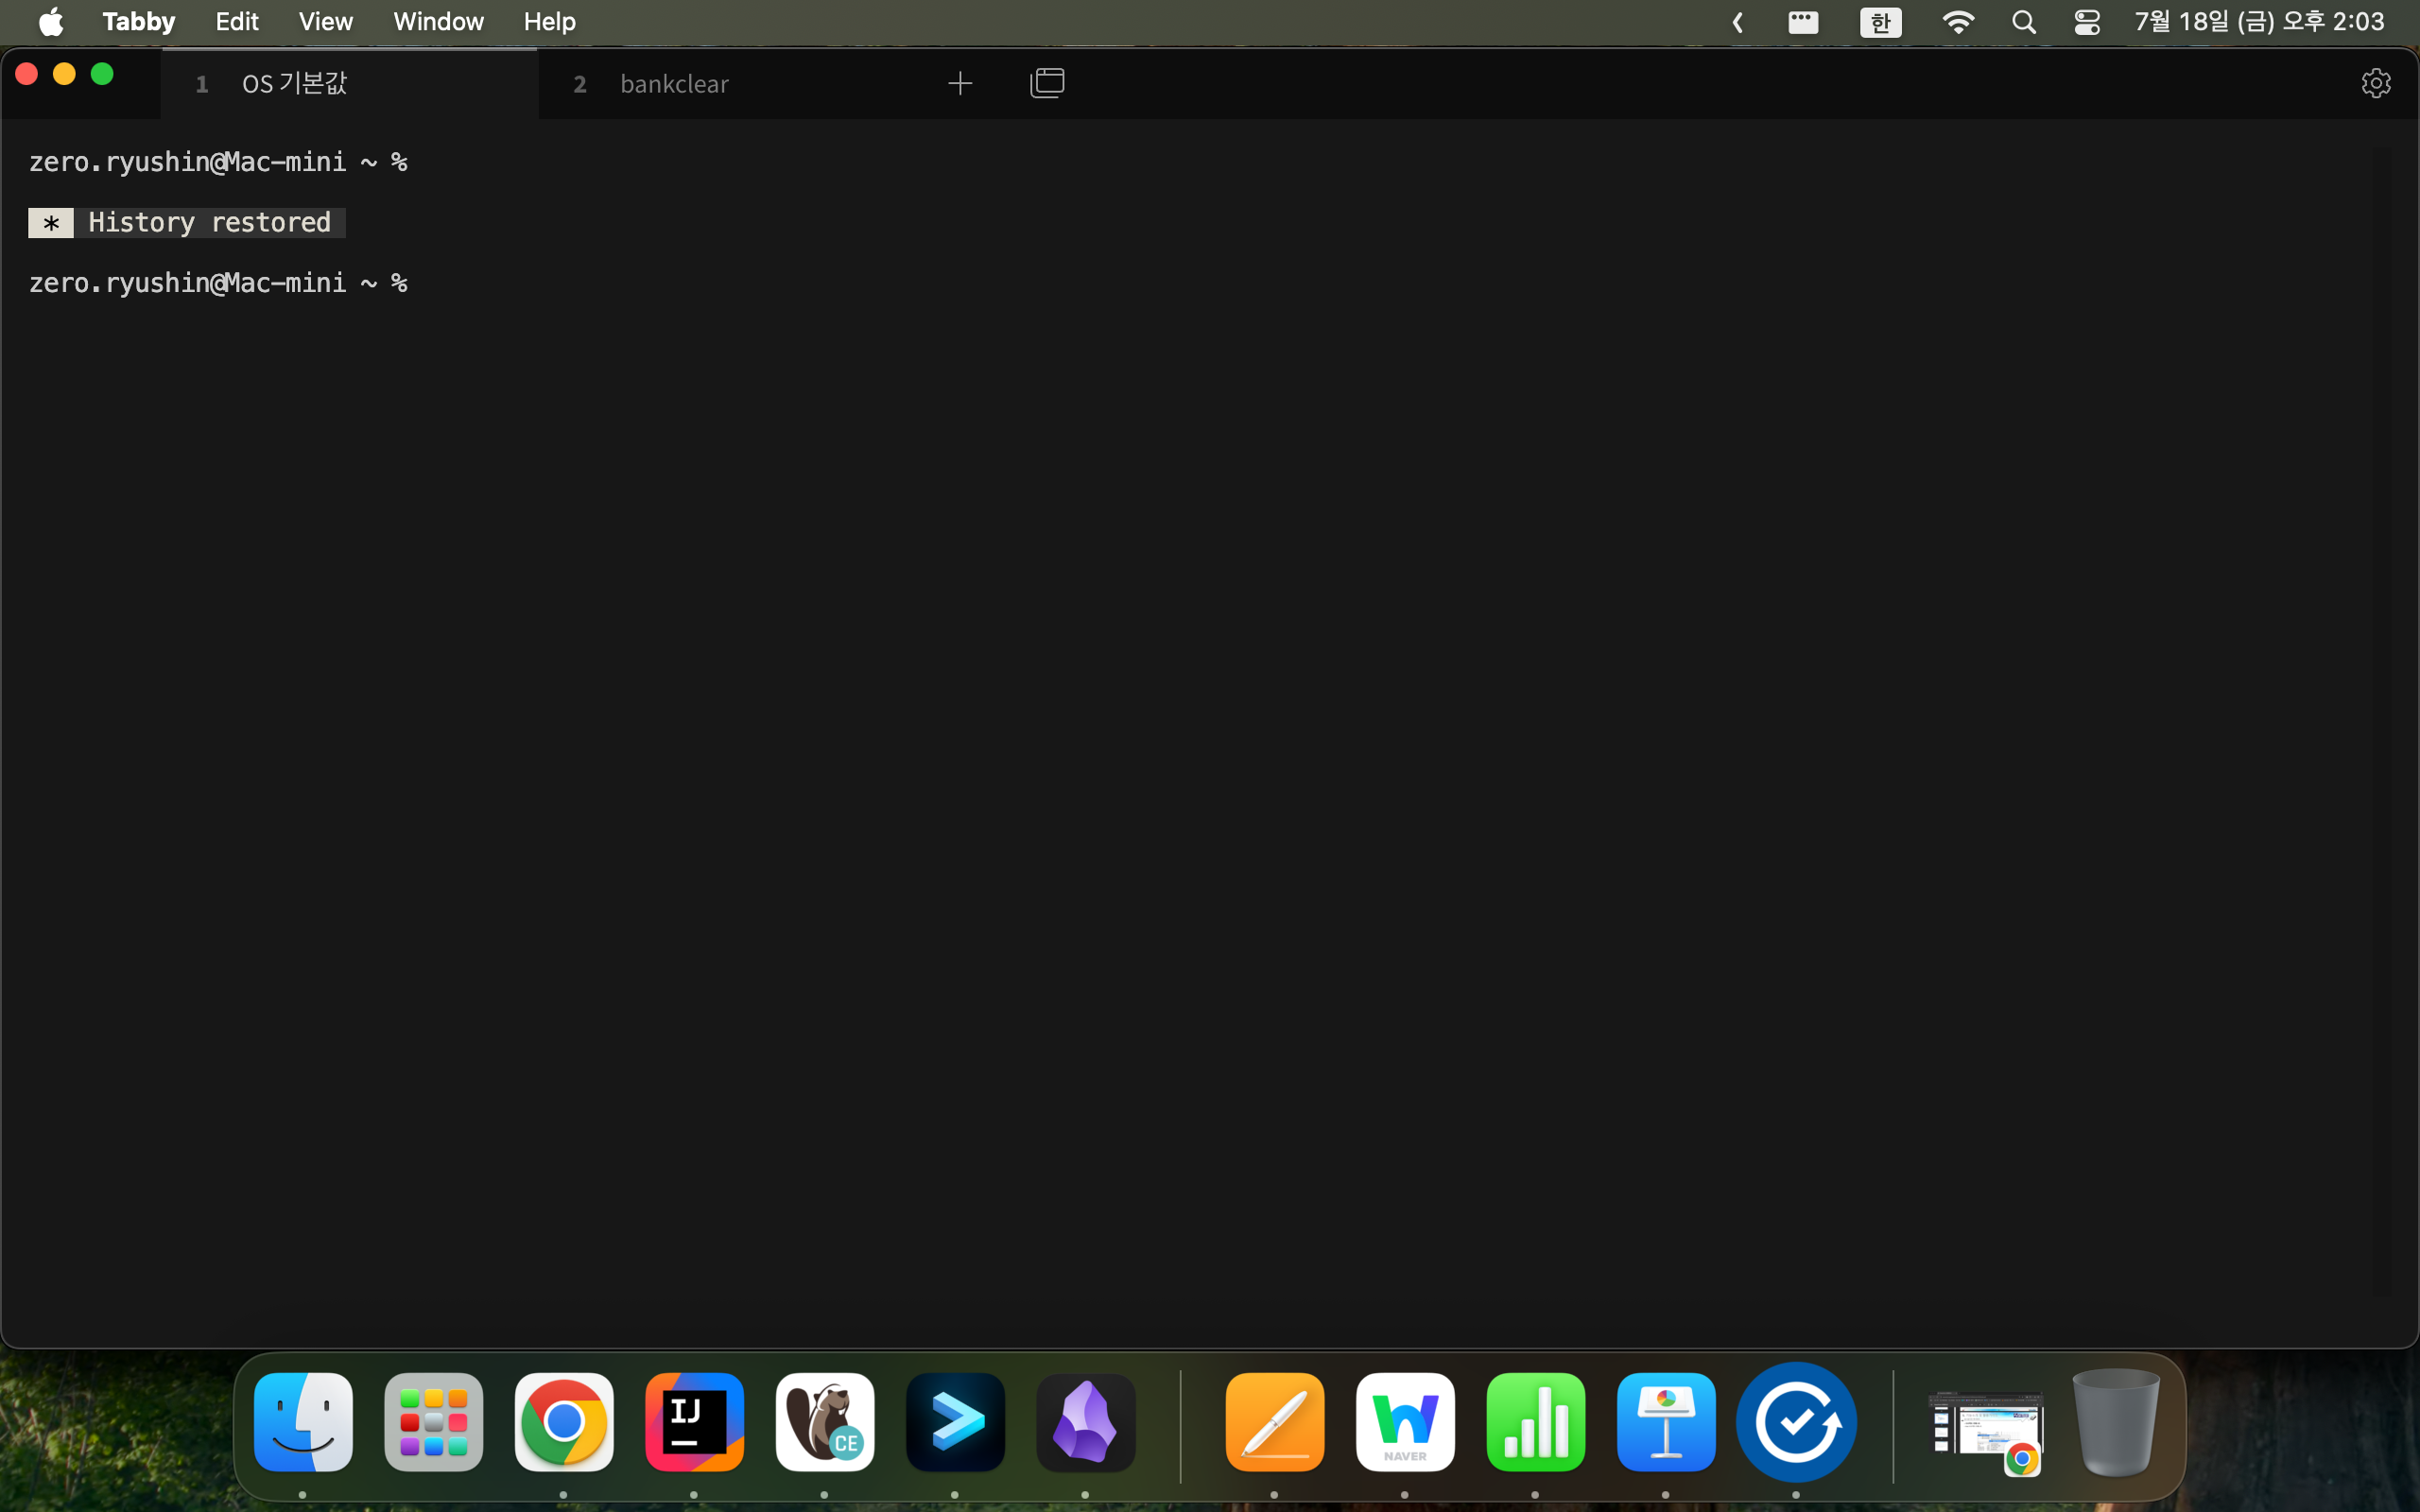 Tabby Edit View Window Help 한 7월 18일 (금) 오후 2:03
1 OS 기본값 2 bankclear
zero.ryushin@Mac-mini ~ %
* History restored
zero.ryushin@Mac-mini ~ %
IJ
CE
NAVER